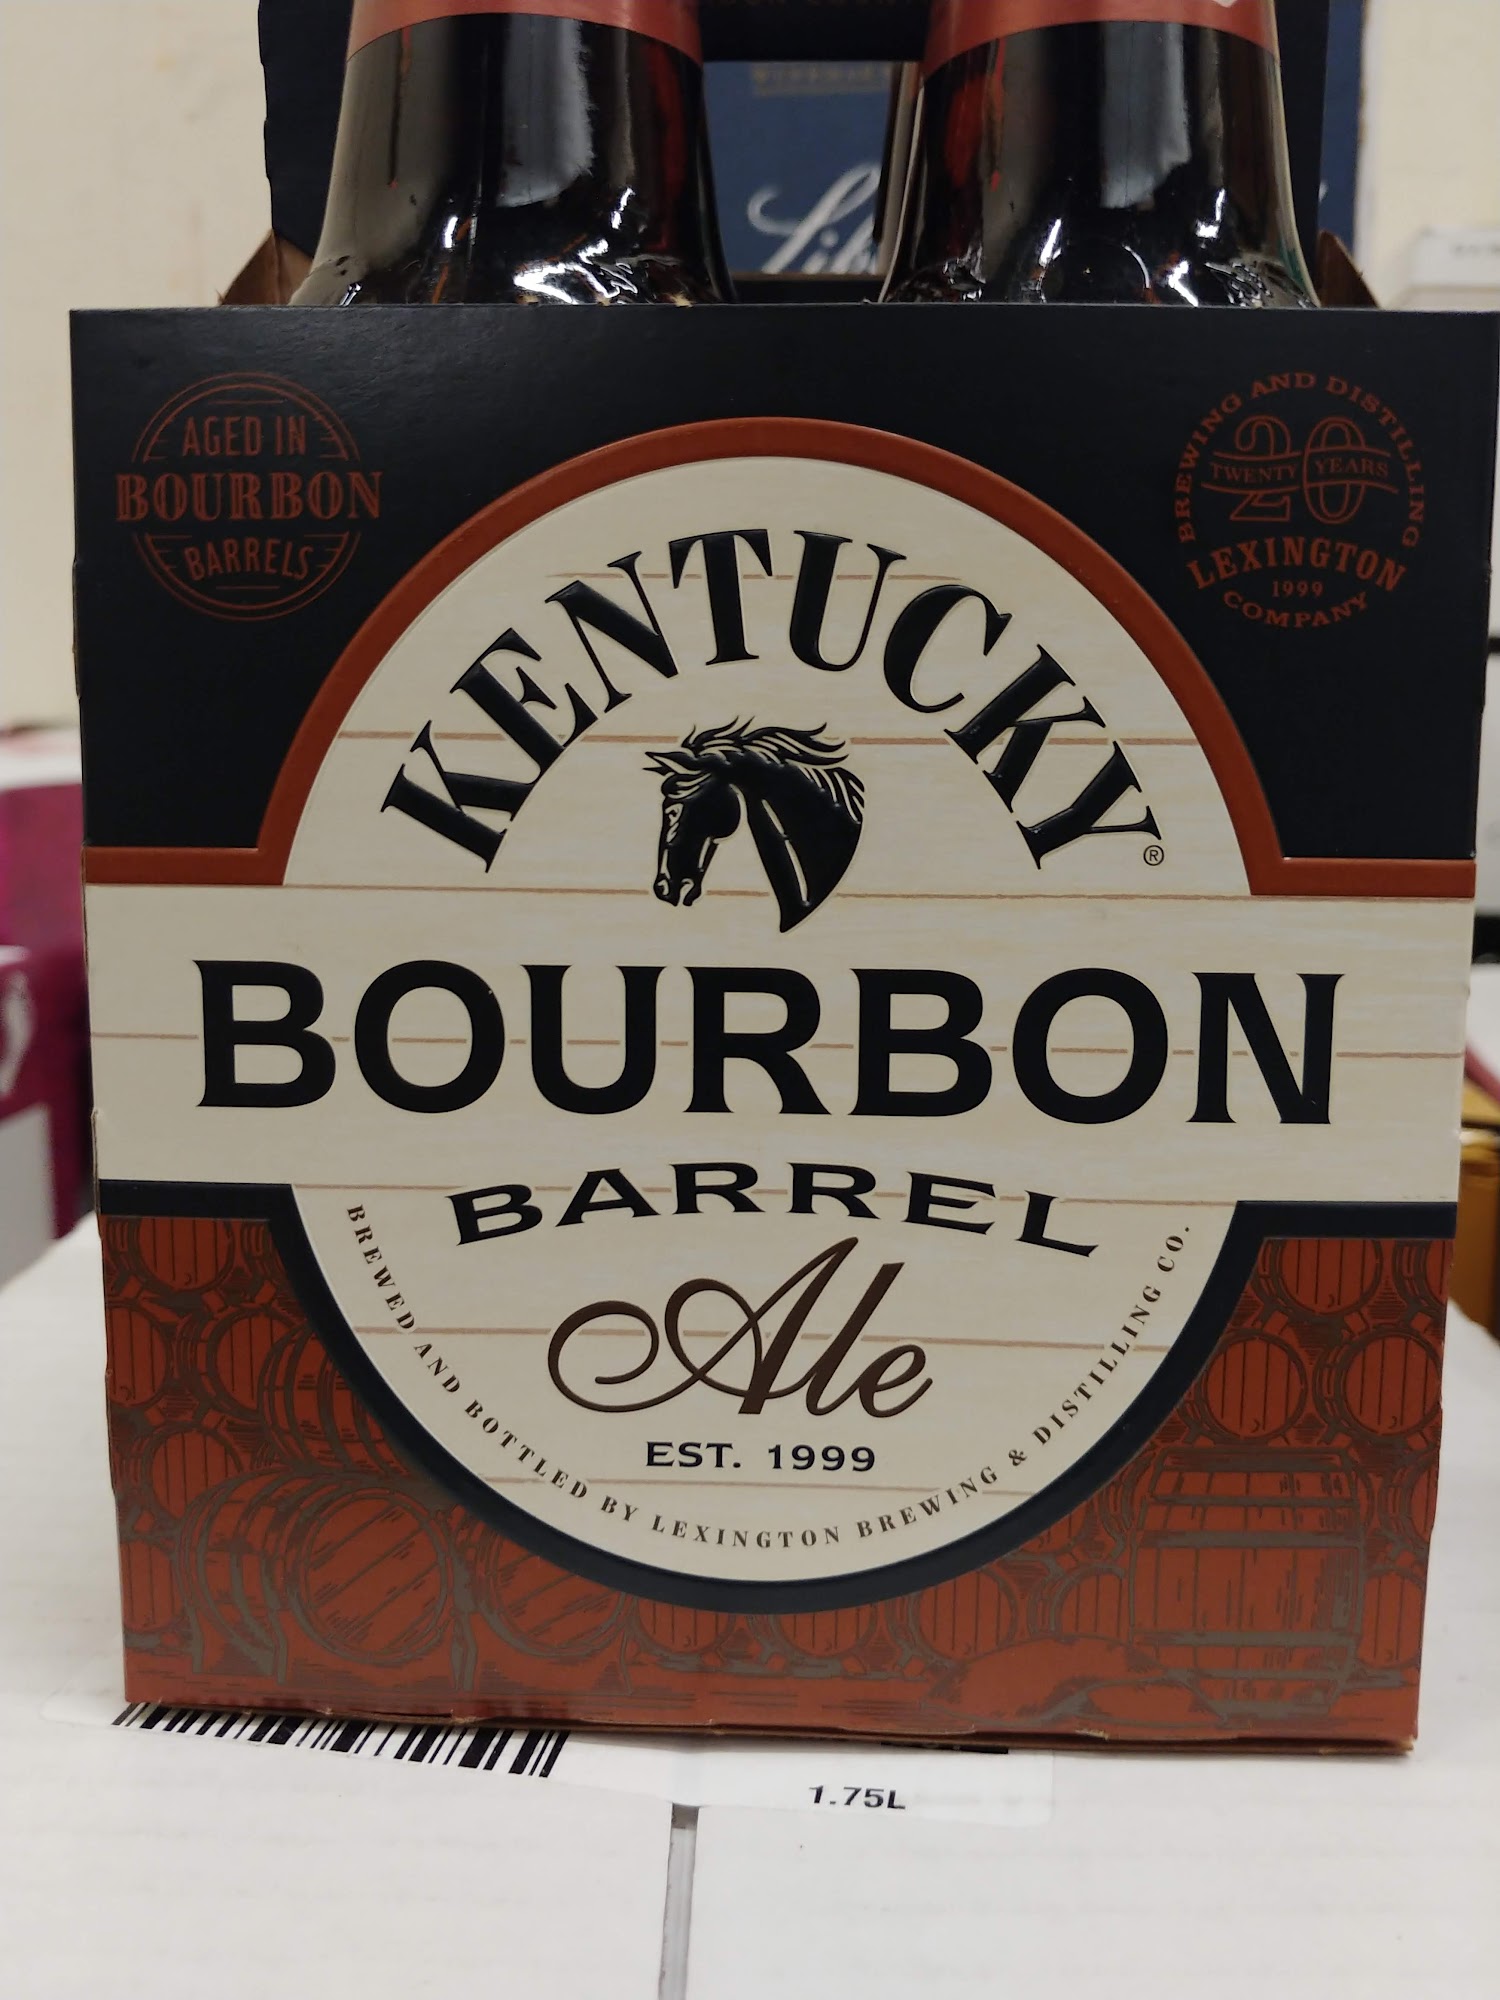 AGED IN
BOURBON
BARRELS
BREWING AND DISTILLING
20
TWENTY YEARS
LEXINGTON
1999
COMPANY
KENTUCKY®
BOURBON
BARREL
Ale
EST. 1999
BREWED AND BOTTLED BY LEXINGTON BREWING & DISTILLING CO.
1.75L